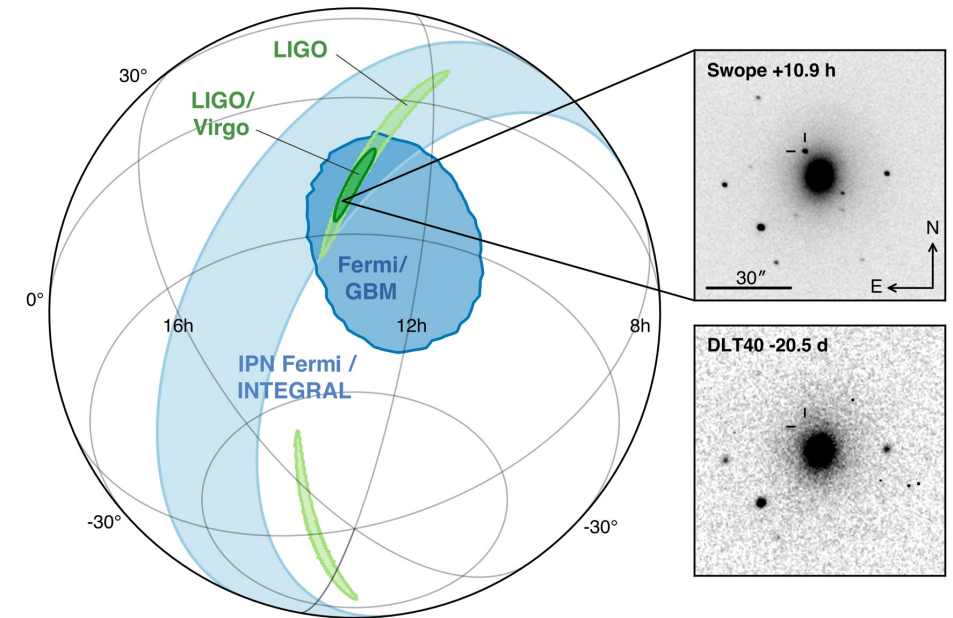 LIGO
30°
LIGO/
Virgo
Fermi/
GBM
0°
16h
12h
8h
IPN Fermi /
INTEGRAL
-30°
-30°
Swope +10.9 h
N
30″
E
DLT40 -20.5 d